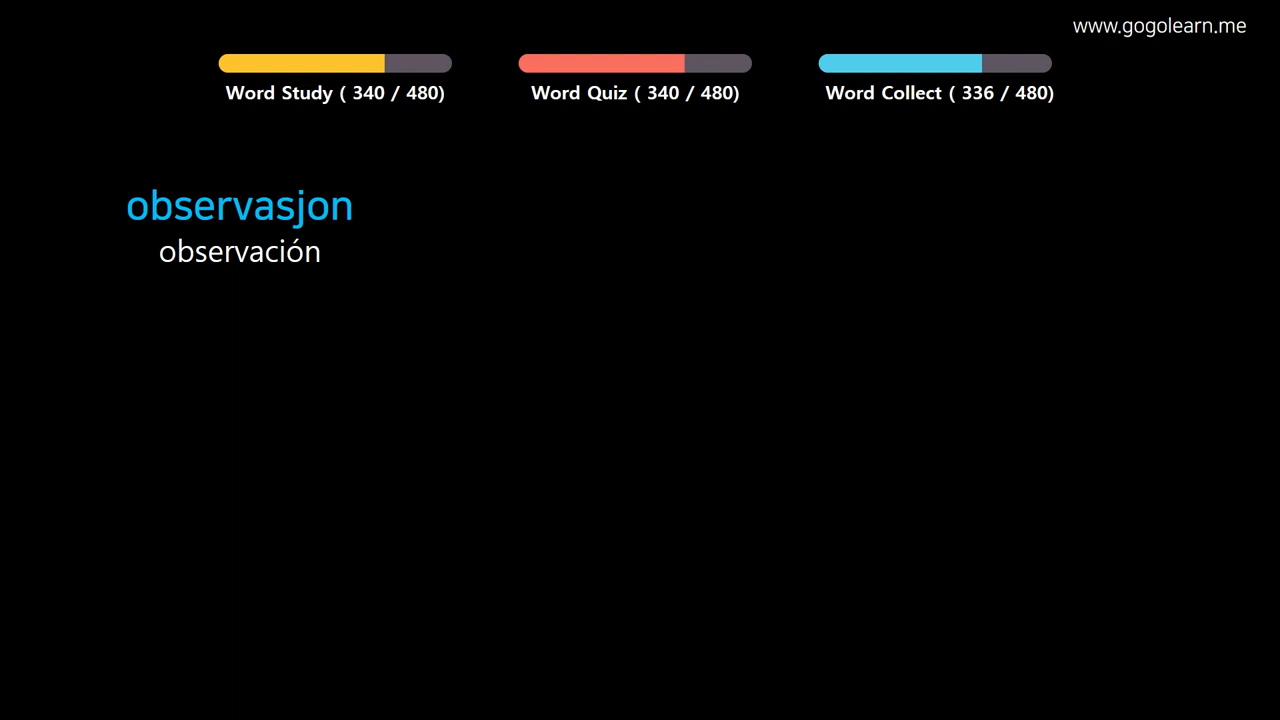 www.gogolearn.me
Word Study ( 340 / 480)
Word Quiz ( 340 / 480)
Word Collect ( 336 / 480)
observasjon
observación